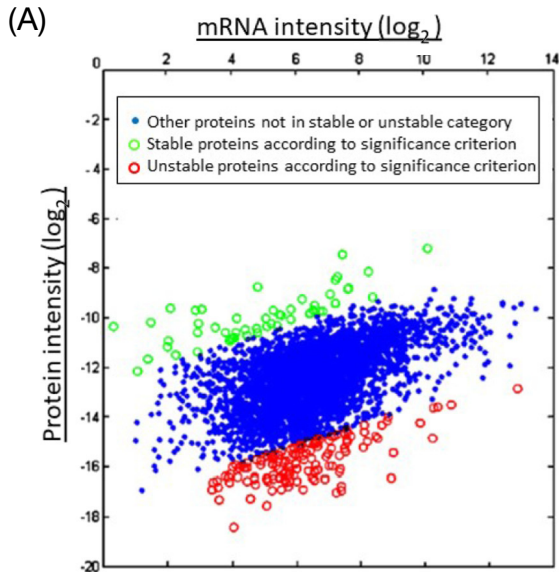 (A)
mRNA intensity (log2)
0 2 4 6 8 10 12 14
Other proteins not in stable or unstable category
Stable proteins according to significance criterion
Unstable proteins according to significance criterion
Protein intensity (log2)
-2
-4
-6
-8
-10
-12
-14
-16
-18
-20